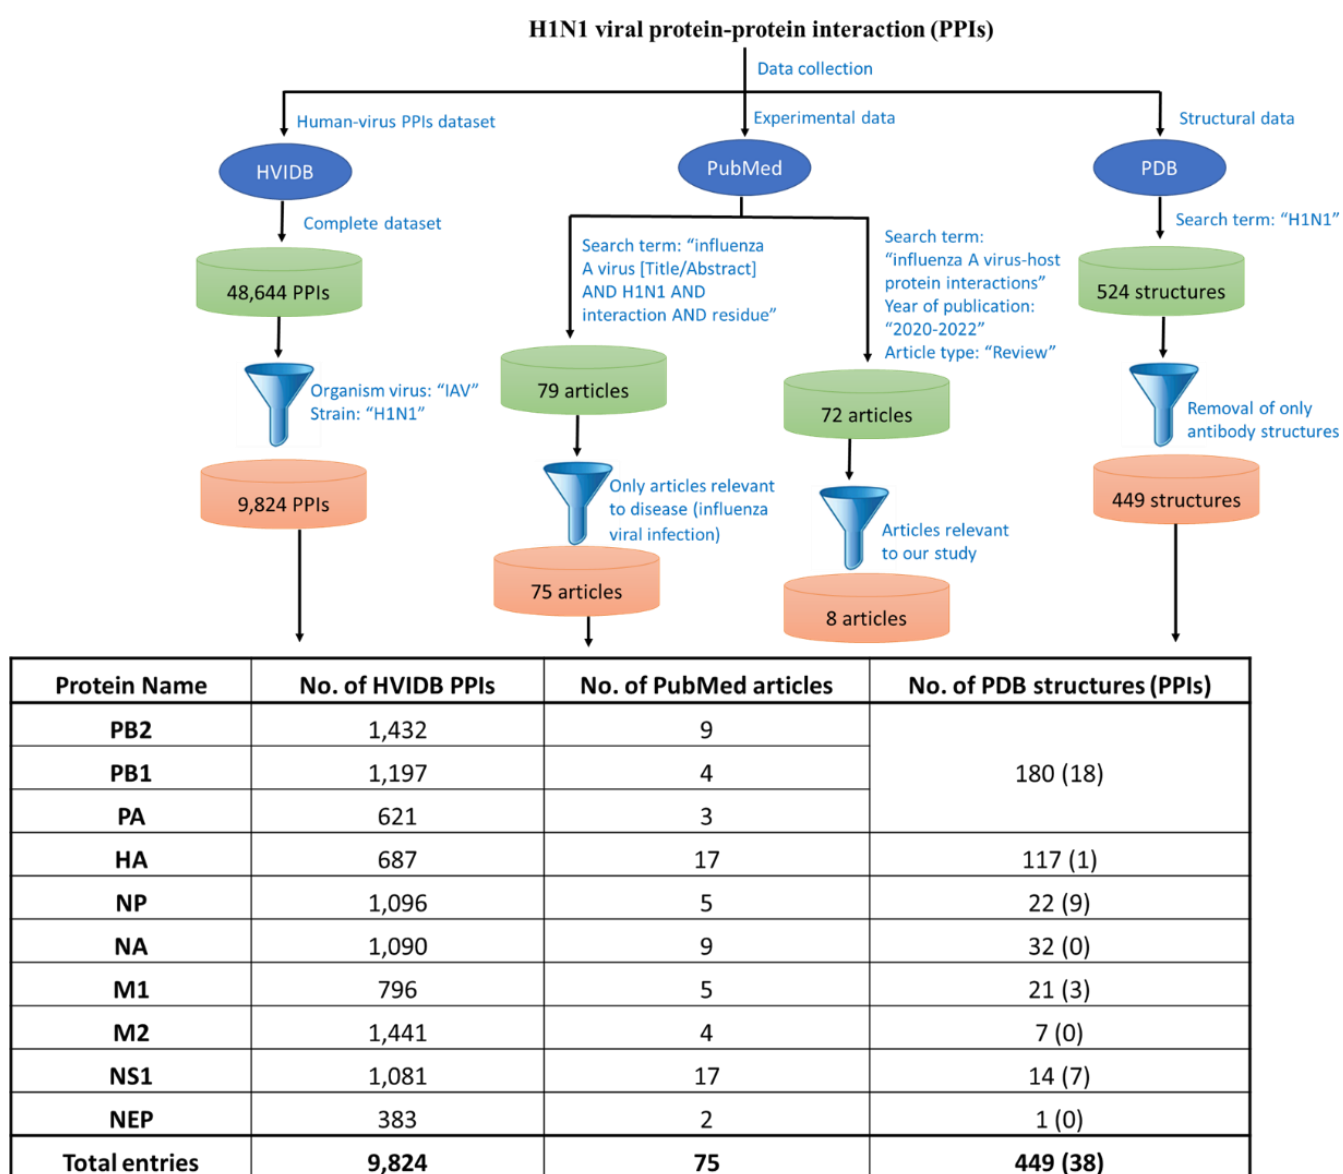 H1N1 viral protein-protein interaction (PPIs)
Data collection
Human-virus PPIs dataset
Experimental data
Structural data
HVIDB
PubMed
PDB
Complete dataset
Search term: “influenza
A virus [Title/Abstract]
AND H1N1 AND
interaction AND residue”
Search term:
“influenza A virus-host
protein interactions”
Year of publication:
“2020-2022”
Article type: “Review”
Search term: “H1N1”
48,644 PPIs
79 articles
72 articles
524 structures
Organism virus: “IAV”
Strain: “H1N1”
Only articles relevant
to disease (influenza
viral infection)
Articles relevant
to our study
Removal of only
antibody structures
9,824 PPIs
75 articles
8 articles
449 structures
Protein Name No. of HVIDB PPIs No. of PubMed articles No. of PDB structures (PPIs)
PB2 1,432 9
PB1 1,197 4 180 (18)
PA 621 3
HA 687 17 117 (1)
NP 1,096 5 22 (9)
NA 1,090 9 32 (0)
M1 796 5 21 (3)
M2 1,441 4 7 (0)
NS1 1,081 17 14 (7)
NEP 383 2 1 (0)
Total entries 9,824 75 449 (38)